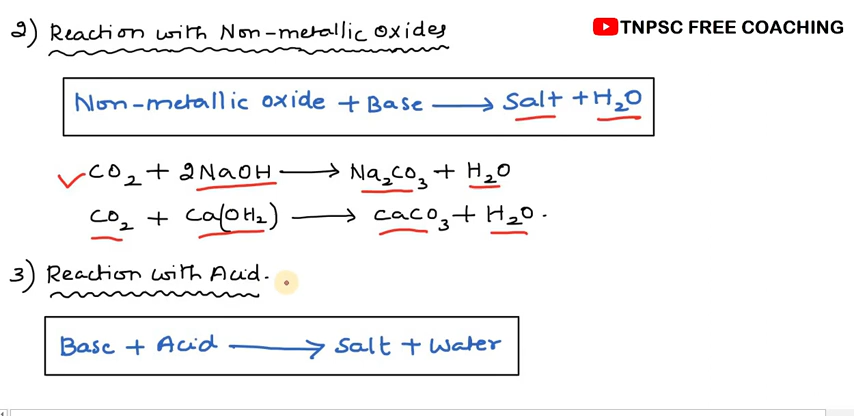 2) Reaction with Non-metallic oxides
TNPSC FREE COACHING
Non-metallic oxide + Base ⟶ Salt + H₂O
✓ CO₂ + 2NaOH ⟶ Na₂CO₃ + H₂O
CO₂ + Ca(OH₂) ⟶ CaCO₃ + H₂O.
3) Reaction with Acid.
Base + Acid ⟶ Salt + Water